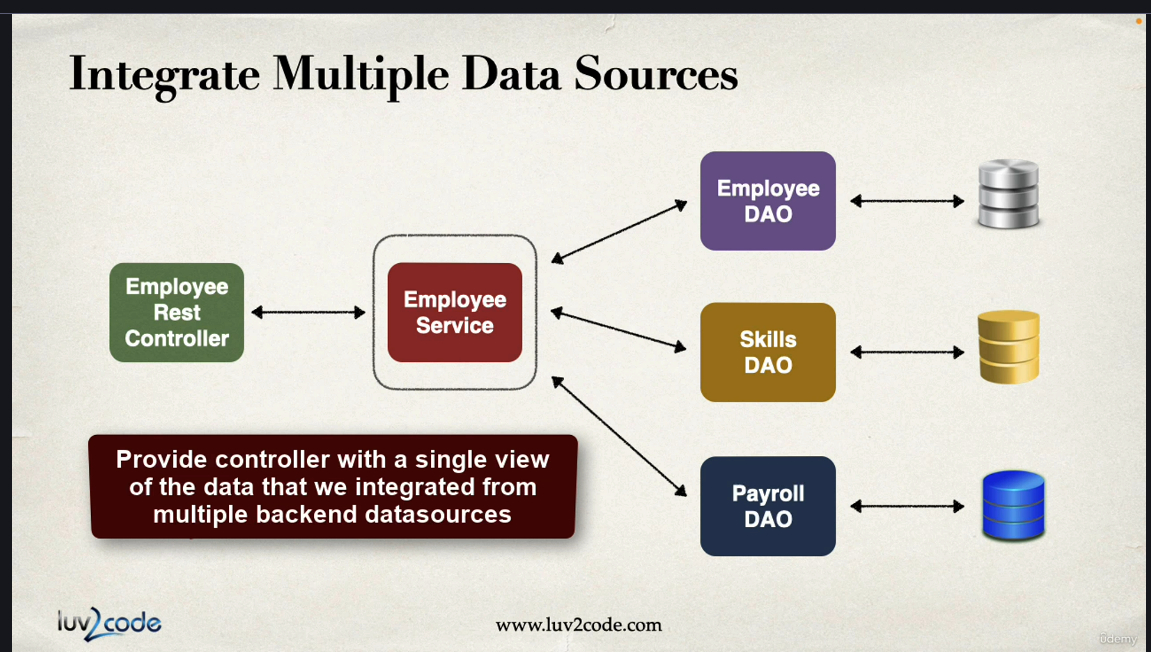 Integrate Multiple Data Sources
Employee
DAO
Employee
Rest
Controller
Employee
Service
Skills
DAO
Provide controller with a single view
of the data that we integrated from
multiple backend datasources
Payroll
DAO
luv2code
www.luv2code.com
ûdemy